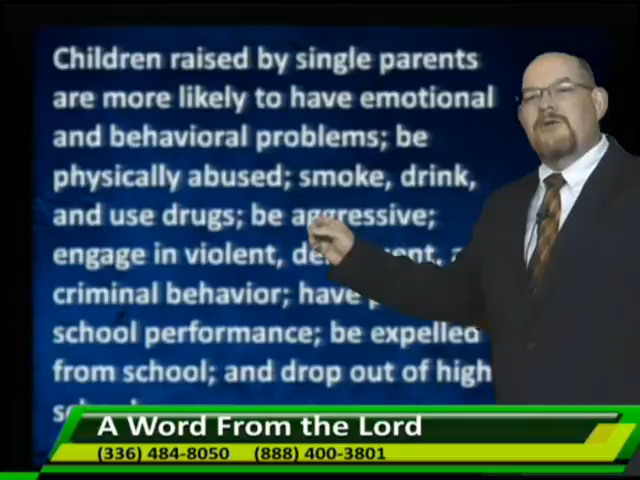 Children raised by single parents
are more likely to have emotional
and behavioral problems; be
physically abused; smoke, drink,
and use drugs; be aggressive;
engage in violent,
criminal behavior; have
school performance; be expelled
from school; and drop out of high
A Word From the Lord
(336) 484-8050 (888) 400-3801